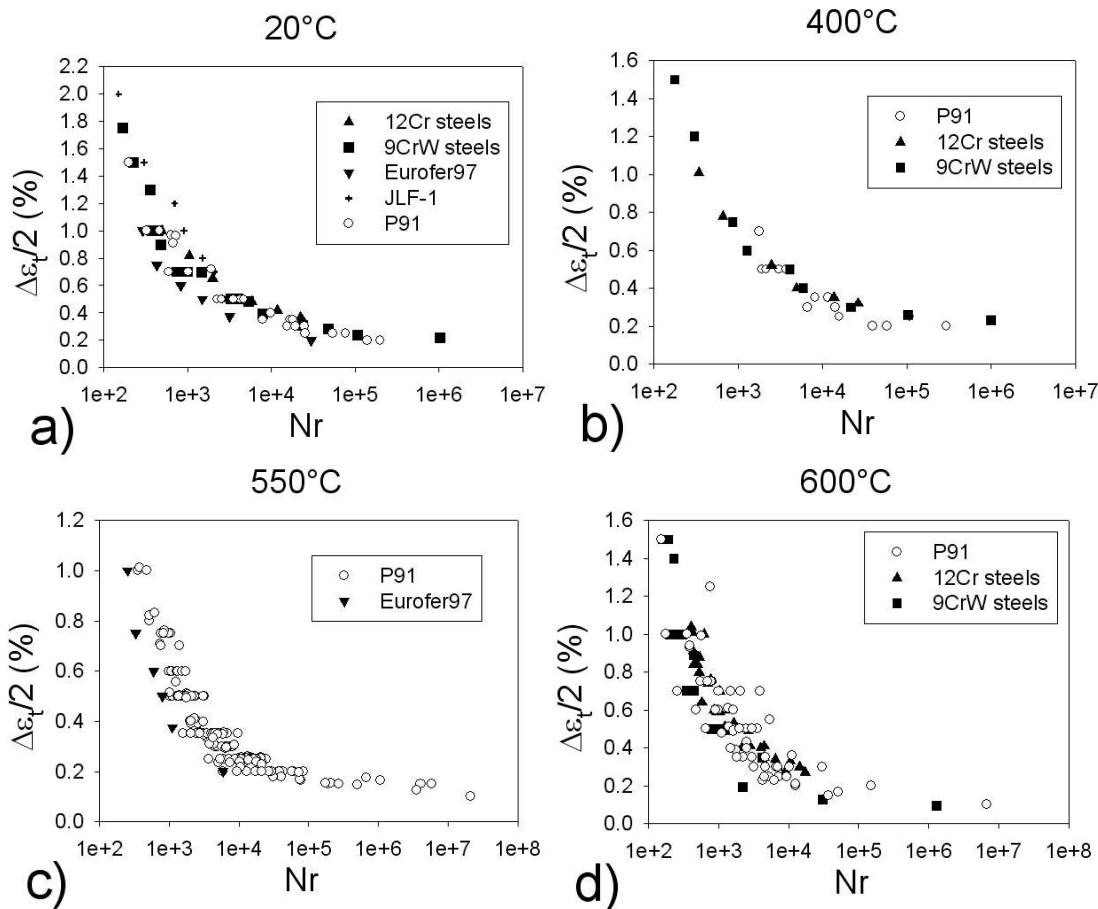 20°C
2.2
2.0
1.8
1.6
1.4
1.2
1.0
0.8
0.6
0.4
0.2
0.0
Δεt/2 (%)
12Cr steels
9CrW steels
Eurofer97
JLF-1
P91
1e+2 1e+3 1e+4 1e+5 1e+6 1e+7
Nr
a)
400°C
1.6
1.4
1.2
1.0
0.8
0.6
0.4
0.2
0.0
Δεt/2 (%)
P91
12Cr steels
9CrW steels
1e+2 1e+3 1e+4 1e+5 1e+6 1e+7
Nr
b)
550°C
1.2
1.0
0.8
0.6
0.4
0.2
0.0
Δεt/2 (%)
P91
Eurofer97
1e+2 1e+3 1e+4 1e+5 1e+6 1e+7 1e+8
Nr
c)
600°C
1.6
1.4
1.2
1.0
0.8
0.6
0.4
0.2
0.0
Δεt/2 (%)
P91
12Cr steels
9CrW steels
1e+2 1e+3 1e+4 1e+5 1e+6 1e+7 1e+8
Nr
d)